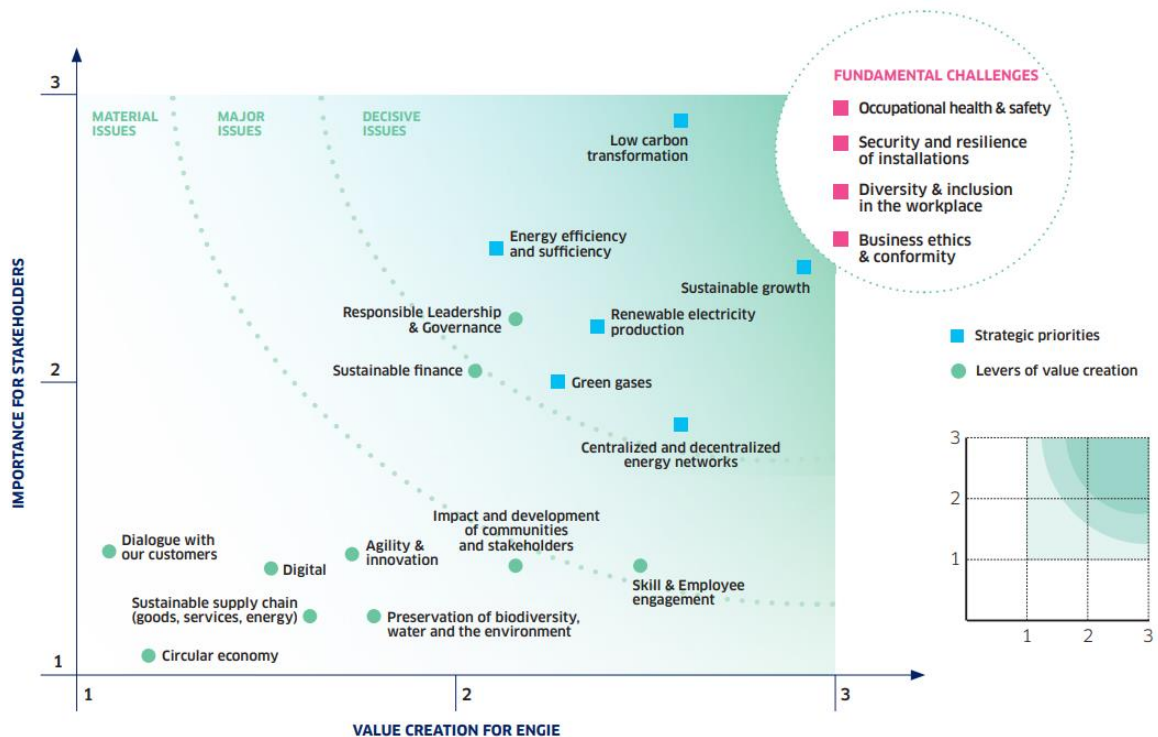 3
MATERIAL
ISSUES
MAJOR
ISSUES
DECISIVE
ISSUES
Low carbon
transformation
Energy efficiency
and sufficiency
Sustainable growth
Responsible Leadership
& Governance
Renewable electricity
production
Sustainable finance
2
Green gases
Centralized and decentralized
energy networks
Impact and development
of communities
and stakeholders
Dialogue with
our customers
Agility &
innovation
Digital
Skill & Employee
engagement
Sustainable supply chain
(goods, services, energy)
Preservation of biodiversity,
water and the environment
Circular economy
1
1
2
3
IMPORTANCE FOR STAKEHOLDERS
VALUE CREATION FOR ENGIE
FUNDAMENTAL CHALLENGES
Occupational health & safety
Security and resilience
of installations
Diversity & inclusion
in the workplace
Business ethics
& conformity
Strategic priorities
Levers of value creation
3
2
1
1
2
3